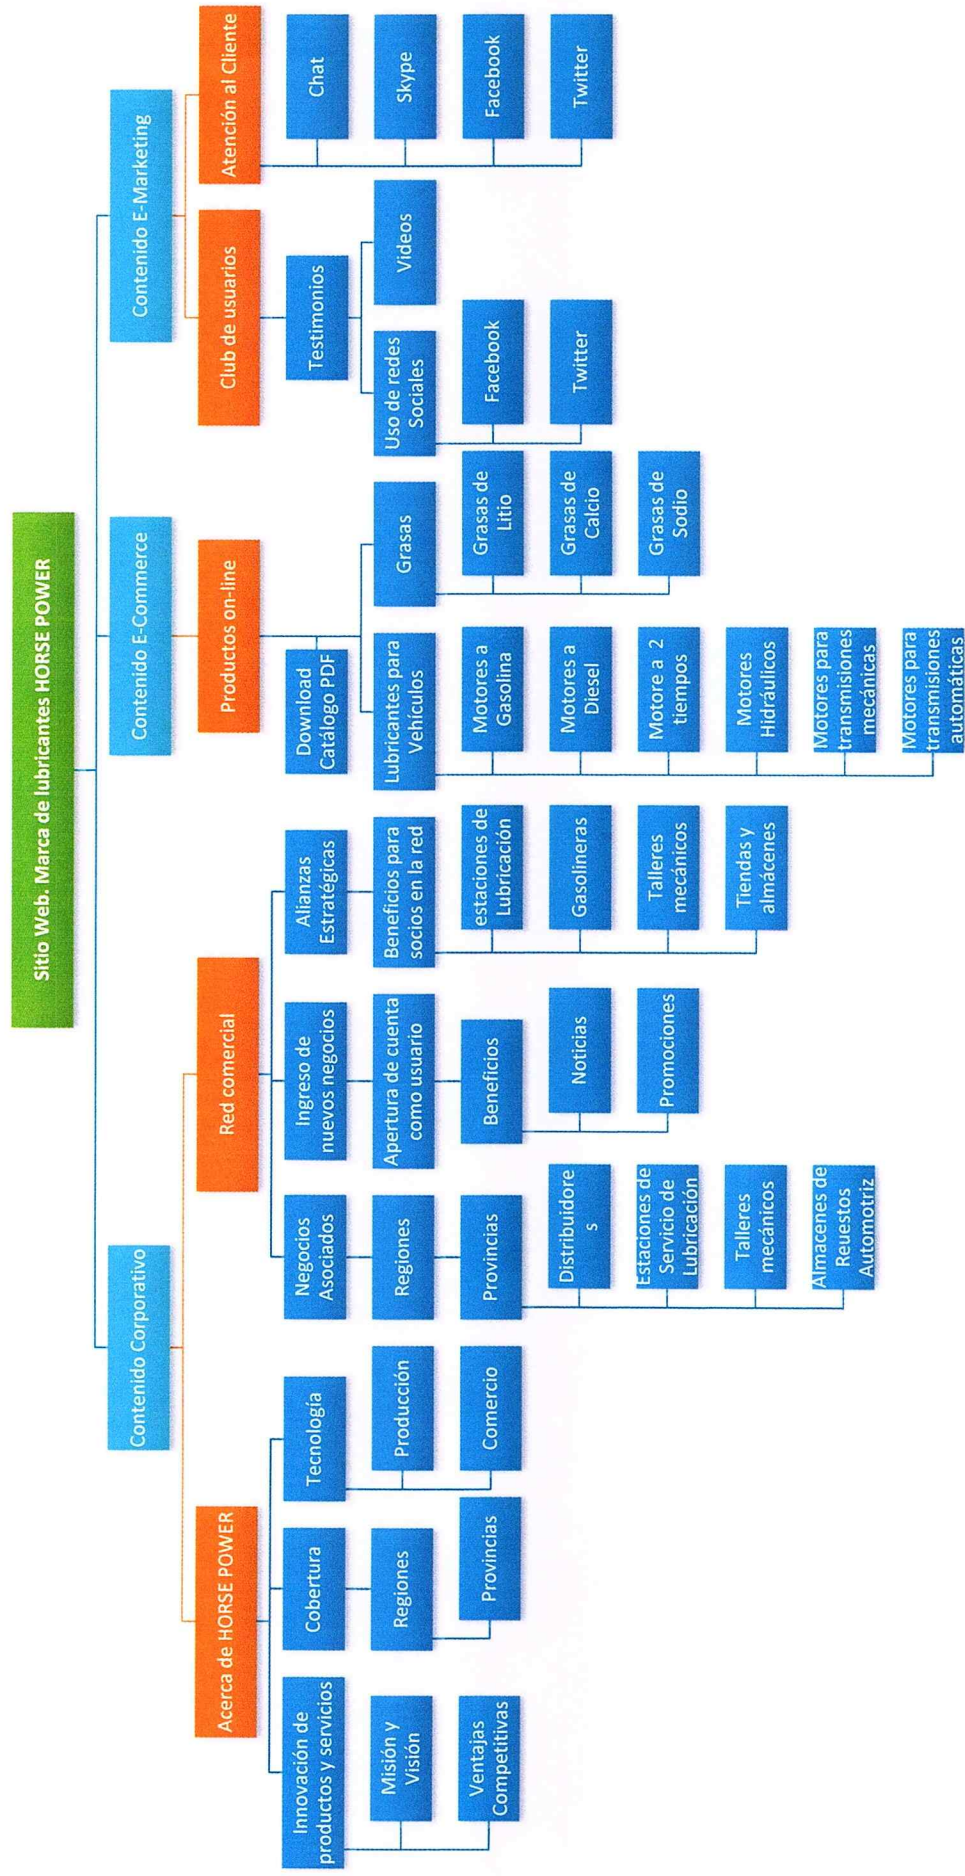 Sitio Web. Marca de lubricantes HORSE POWER
Contenido Corporativo
Acerca de HORSE POWER
Innovación de
productos y servicios
Misión y
Visión
Ventajas
Competitivas
Cobertura
Regiones
Provincias
Tecnología
Producción
Comercio
Red comercial
Negocios
Asociados
Regiones
Provincias
Distribuidore
s
Estaciones de
Servicio de
Lubricación
Talleres
mecánicos
Almacenes de
Reuestos
Automotriz
Ingreso de
nuevos negocios
Apertura de cuenta
como usuario
Beneficios
Noticias
Promociones
Alianzas
Estratégicas
Beneficios para
socios en la red
estaciones de
Lubricación
Gasolineras
Talleres
mecánicos
Tiendas y
almácenes
Contenido E-Commerce
Productos on-line
Download
Catálogo PDF
Lubricantes para
Vehículos
Motores a
Gasolina
Motores a
Diesel
Motore a 2
tiempos
Motores
Hidráulicos
Motores para
transmisiones
mecánicas
Motores para
transmisiones
automáticas
Grasas
Grasas de
Litio
Grasas de
Calcio
Grasas de
Sodio
Contenido E-Marketing
Club de usuarios
Testimonios
Uso de redes
Sociales
Facebook
Twitter
Videos
Atención al Cliente
Chat
Skype
Facebook
Twitter